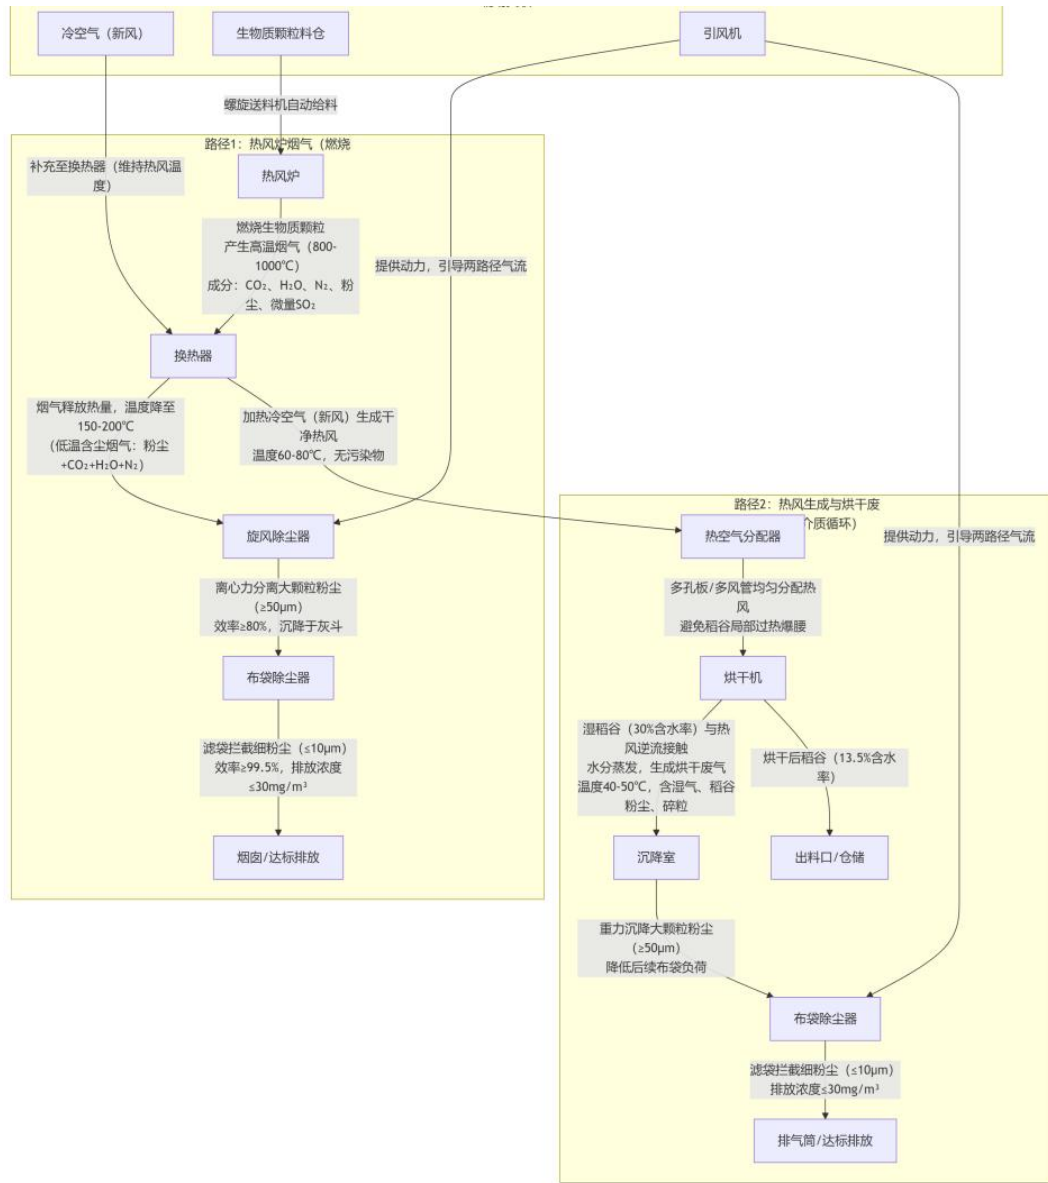 冷空气（新风）
生物质颗粒料仓
引风机
螺旋送料机自动给料
路径1：热风炉烟气（燃烧
补充至换热器（维持热风温
度）
热风炉
燃烧生物质颗粒
产生高温烟气（800-
1000℃）
成分：CO₂、H₂O、N₂、粉
尘、微量SO₂
提供动力，引导两路径气流
换热器
烟气释放热量，温度降至
150-200℃
（低温含尘烟气：粉尘
+CO₂+H₂O+N₂）
加热冷空气（新风）生成干
净热风
温度60-80℃，无污染物
旋风除尘器
离心力分离大颗粒粉尘
（≥50μm）
效率≥80%，沉降于灰斗
布袋除尘器
滤袋拦截细粉尘（≤10μm）
效率≥99.5%，排放浓度
≤30mg/m³
烟囱/达标排放
路径2：热风生成与烘干废
介质循环）
热空气分配器
提供动力，引导两路径气流
多孔板/多风管均匀分配热
风
避免稻谷局部过热爆腰
烘干机
湿稻谷（30%含水率）与热
风逆流接触
水分蒸发，生成烘干废气
温度40-50℃，含湿气、稻谷
粉尘、碎粒
烘干后稻谷（13.5%含水
率）
沉降室
出料口/仓储
重力沉降大颗粒粉尘
（≥50μm）
降低后续布袋负荷
布袋除尘器
滤袋拦截细粉尘（≤10μm）
排放浓度≤30mg/m³
排气筒/达标排放